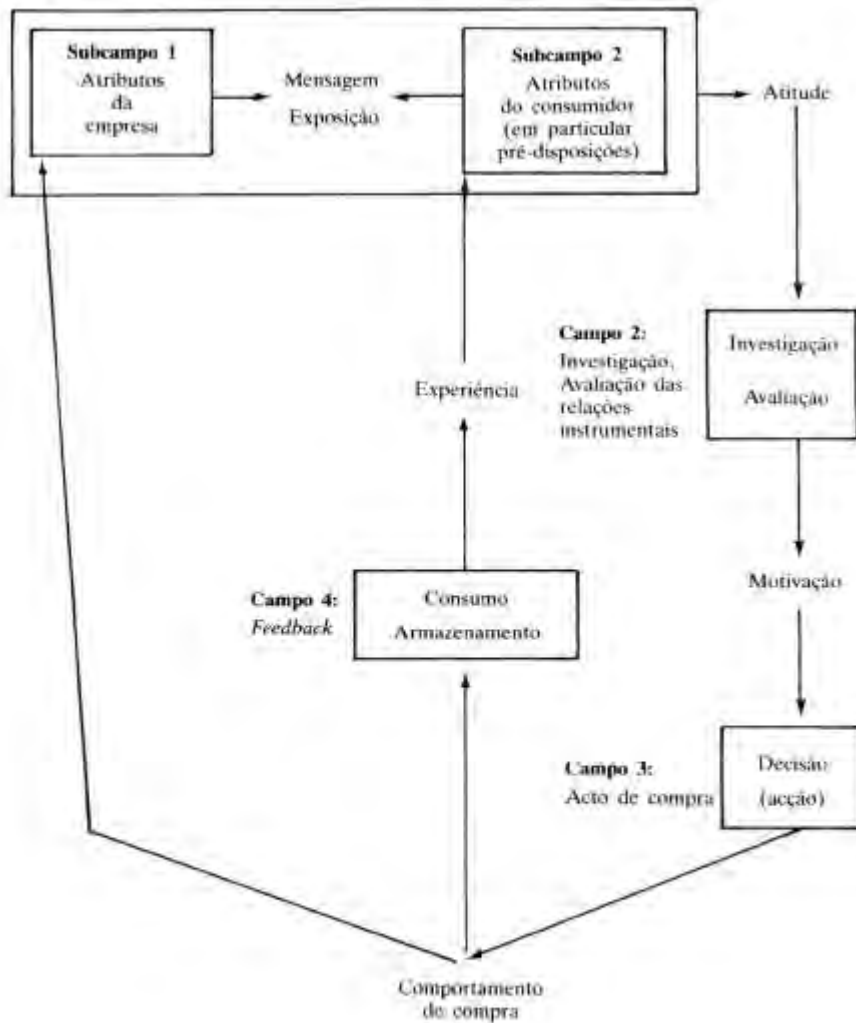 Subcampo 1
Atributos
da
empresa
Mensagem
Exposição
Subcampo 2
Atributos
do consumidor
(em particular
pré-disposições)
Atitude
Campo 2:
Investigação,
Avaliação das
relações
instrumentais
Investigação
Avaliação
Experiência
Motivação
Campo 4:
Feedback
Consumo
Armazenamento
Campo 3:
Acto de compra
Decisão
(acção)
Comportamento
de compra